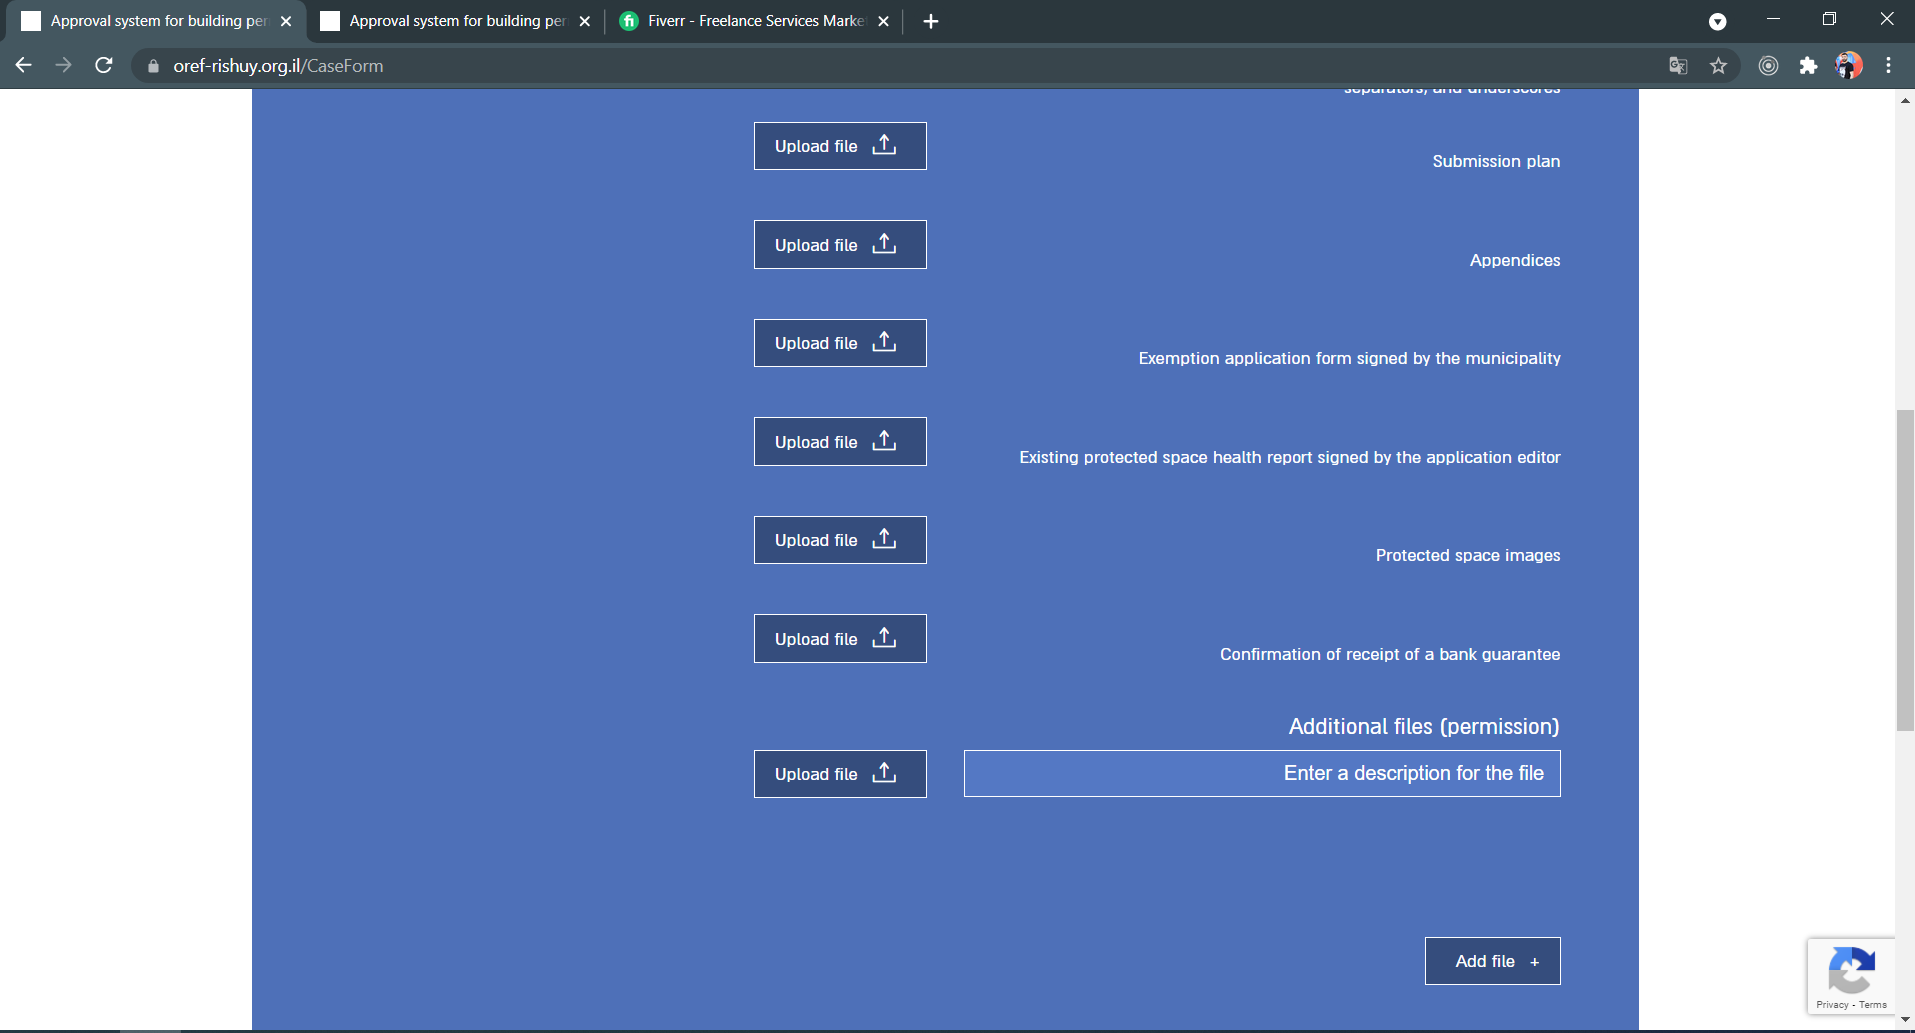 Approval system for building per
Approval system for building per
Fiverr - Freelance Services Marke
oref-rishuy.org.il/CaseForm
separators, and underscores
Upload file
Submission plan
Upload file
Appendices
Upload file
Exemption application form signed by the municipality
Upload file
Existing protected space health report signed by the application editor
Upload file
Protected space images
Upload file
Confirmation of receipt of a bank guarantee
Additional files (permission)
Upload file
Enter a description for the file
Add file +
Privacy - Terms